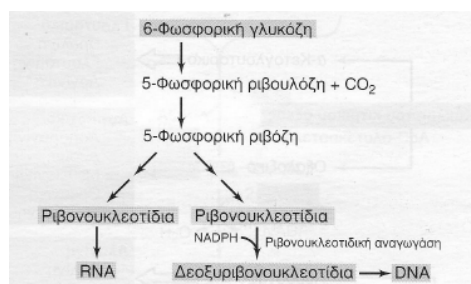 6-Φωσφορική γλυκόζη
5-Φωσφορική ριβουλόζη + CO₂
5-Φωσφορική ριβόζη
Ριβονουκλεοτίδια Ριβονουκλεοτίδια
NADPH Ριβονουκλεοτιδική αναγωγάση
RNA Δεοξυριβονουκλεοτίδια DNA